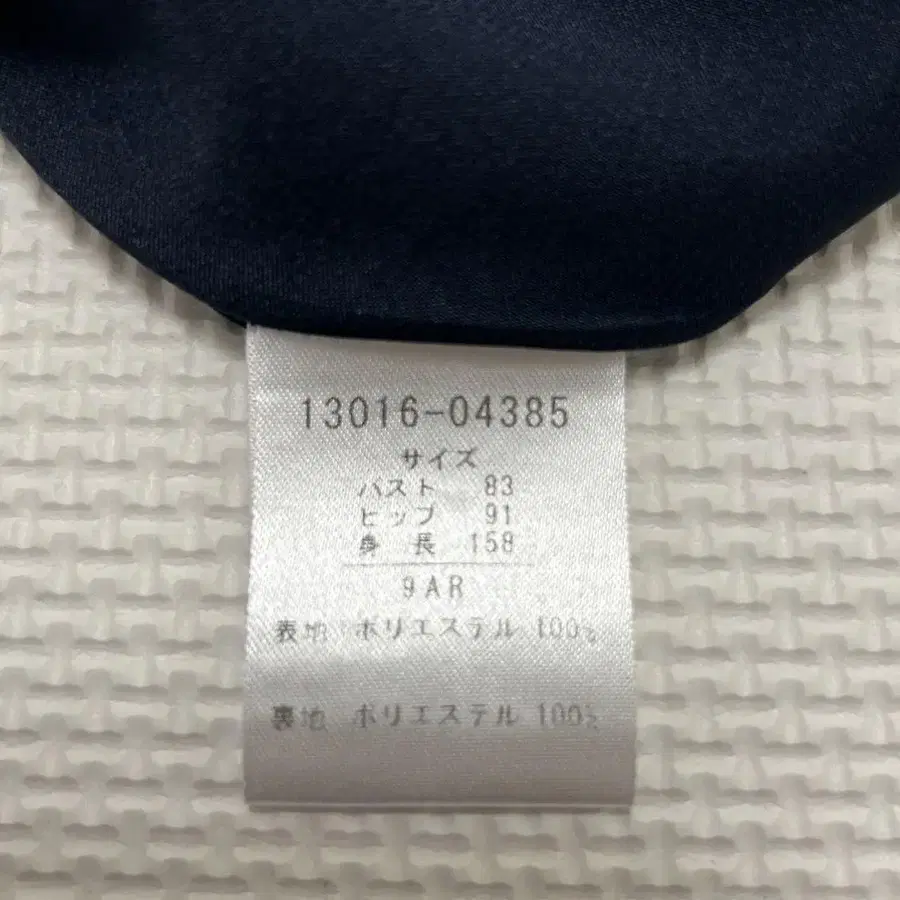 13016-04385
サイズ
バスト 83
ヒップ 91
身 長 158
9AR
表地 ポリエステル 100%
裏地 ポリエステル 100%